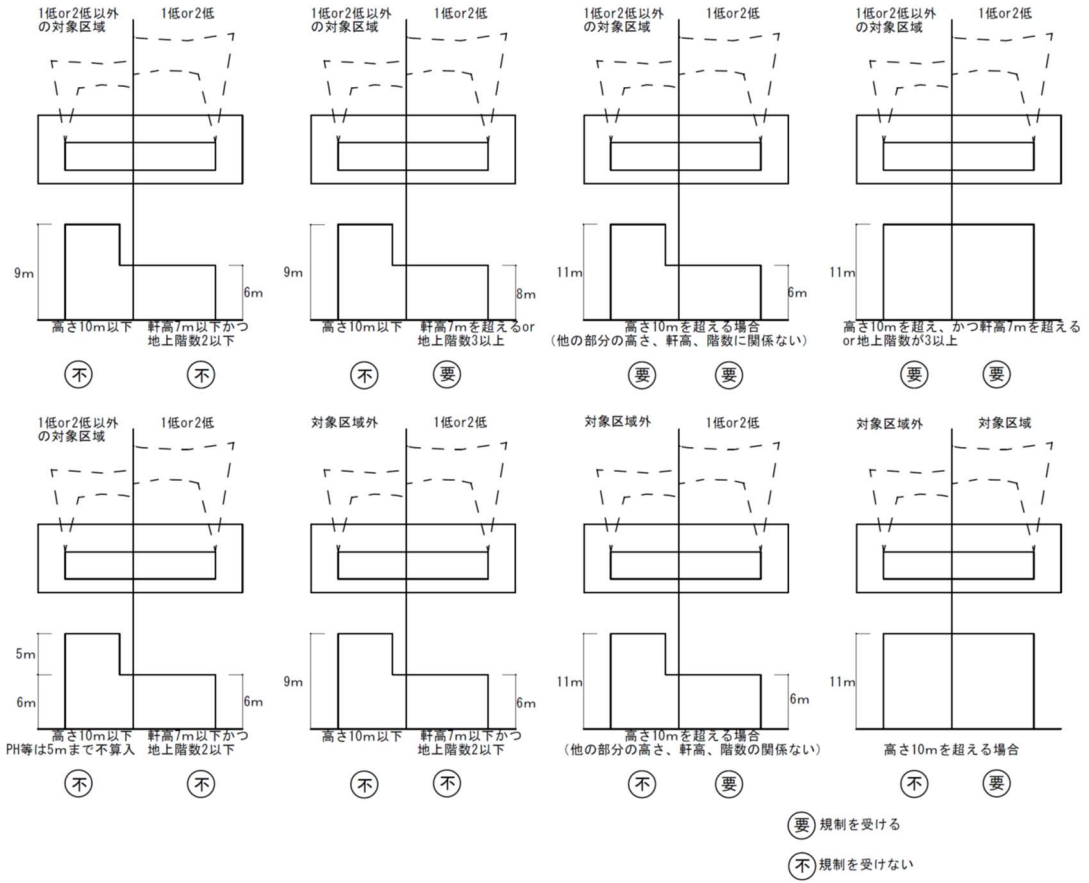 1低or2低以外
の対象区域
1低or2低
9m
6m
高さ10m以下
軒高7m以下かつ
地上階数2以下
不
不
1低or2低以外
の対象区域
1低or2低
9m
8m
高さ10m以下
軒高7mを超えるor
地上階数3以上
不
要
1低or2低以外
の対象区域
1低or2低
11m
6m
高さ10mを超える場合
(他の部分の高さ、軒高、階数に関係ない)
要
要
1低or2低以外
の対象区域
1低or2低
11m
高さ10mを超え、かつ軒高7mを超える
or地上階数が3以上
要
要
1低or2低以外
の対象区域
1低or2低
5m
6m
6m
高さ10m以下
PH等は5mまで不算入
軒高7m以下かつ
地上階数2以下
不
不
対象区域外
1低or2低
9m
6m
高さ10m以下
軒高7m以下かつ
地上階数2以下
不
不
対象区域外
1低or2低
11m
6m
高さ10mを超える場合
(他の部分の高さ、軒高、階数の関係ない)
不
要
対象区域外
対象区域
11m
高さ10mを超える場合
不
要
要 規制を受ける
不 規制を受けない